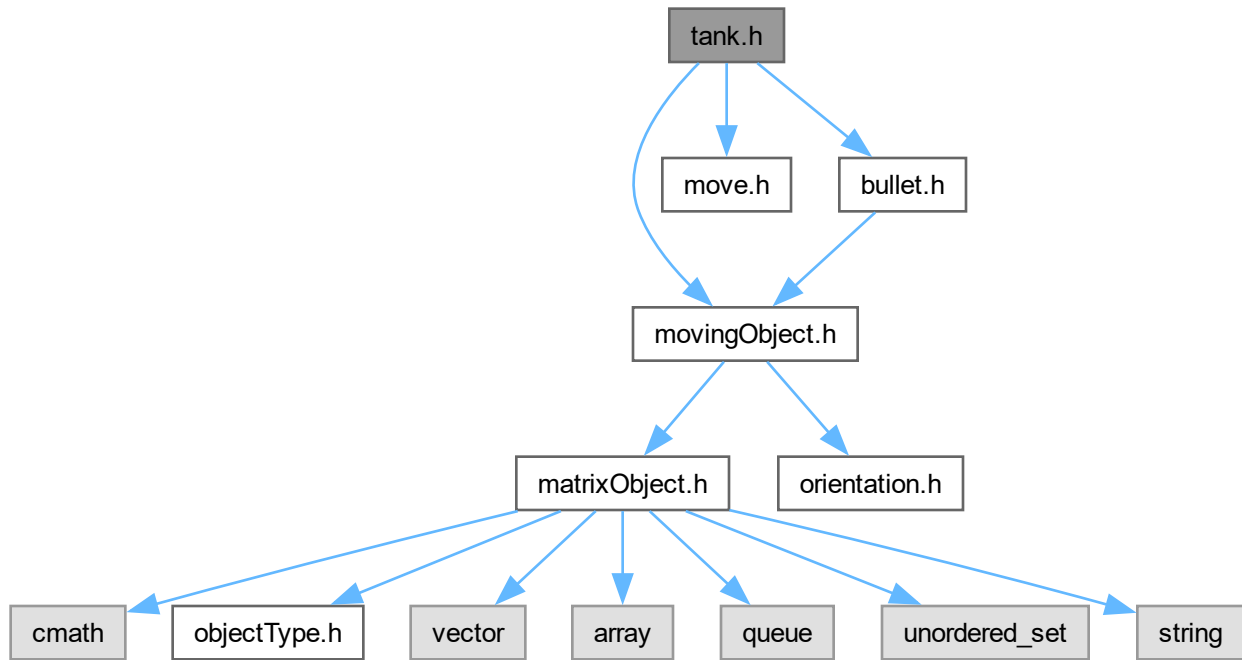 tank.h
move.h
bullet.h
movingObject.h
matrixObject.h
orientation.h
cmath
objectType.h
vector
array
queue
unordered_set
string